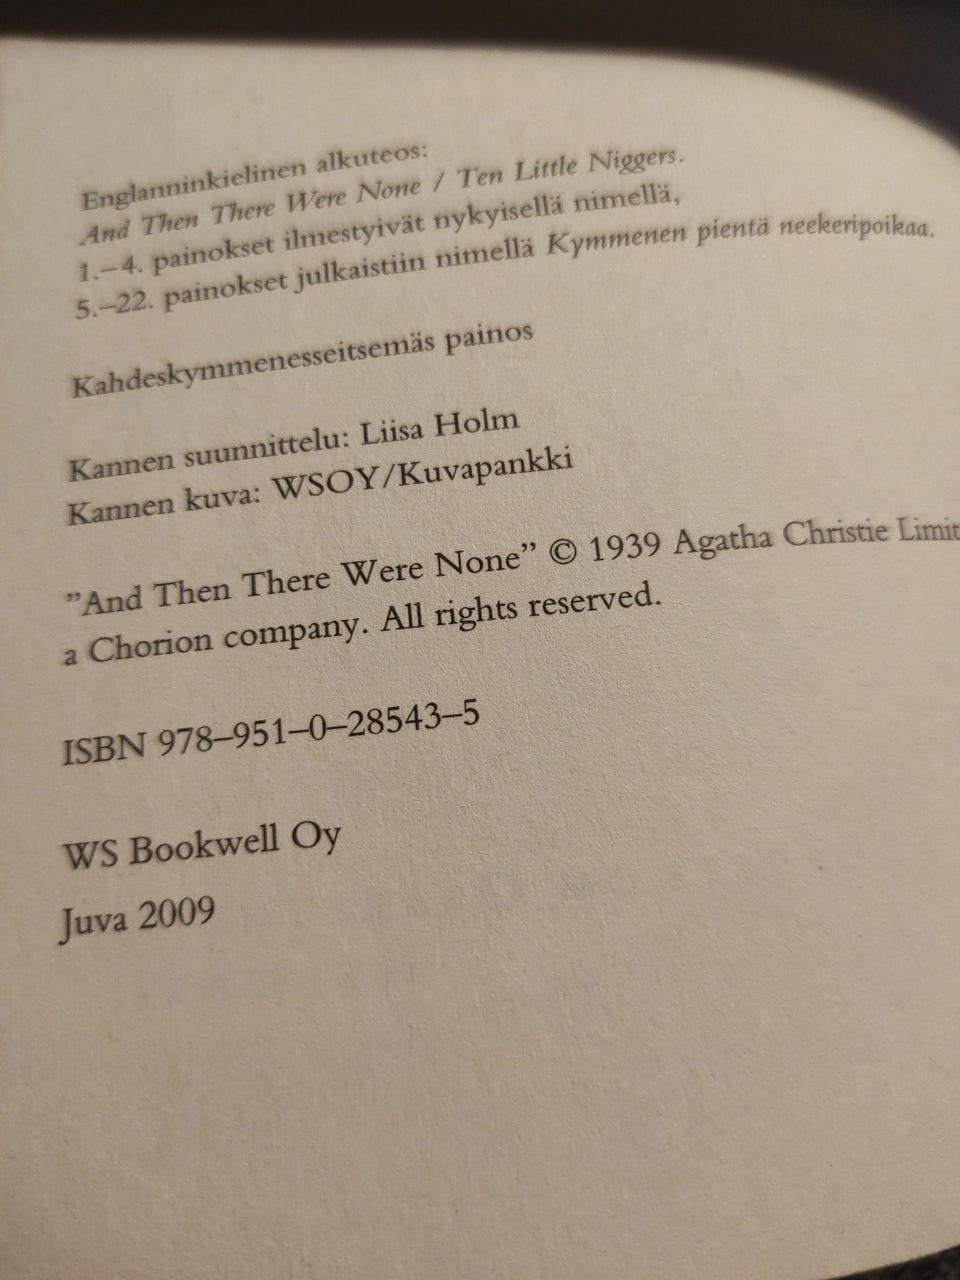 Englanninkielinen alkuteos:
And Then There Were None / Ten Little Niggers.
1.–4. painokset ilmestyivät nykyisellä nimellä,
5.–22. painokset julkaistiin nimellä Kymmenen pientä neekeripoikaa.
Kahdeskymmenesseitsemäs painos
Kannen suunnittelu: Liisa Holm
Kannen kuva: WSOY/Kuvapankki
”And Then There Were None” © 1939 Agatha Christie Limit
a Chorion company. All rights reserved.
ISBN 978–951–0–28543–5
WS Bookwell Oy
Juva 2009